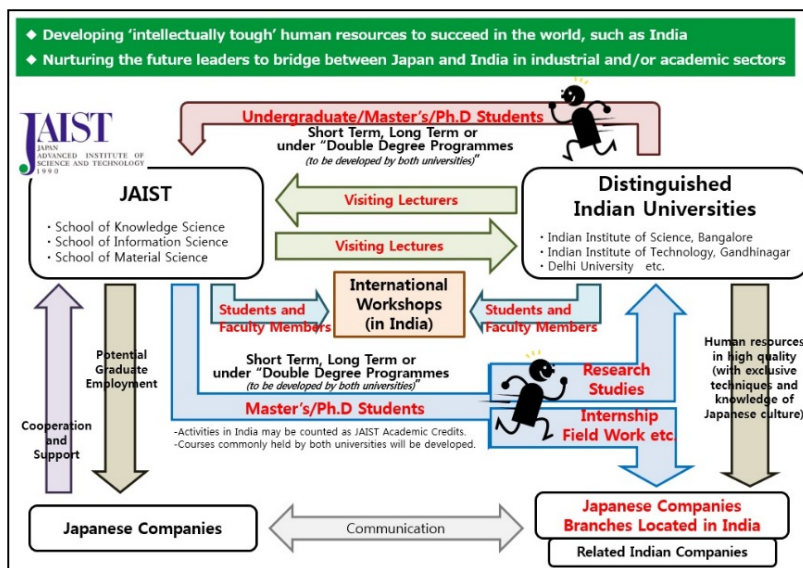 ◆ Developing ‘intellectually tough’ human resources to succeed in the world, such as India
◆ Nurturing the future leaders to bridge between Japan and India in industrial and/or academic sectors
JAIST
JAPAN
ADVANCED INSTITUTE OF
SCIENCE AND TECHNOLOGY
1990
Undergraduate/Master's/Ph.D Students
Short Term, Long Term or
under "Double Degree Programmes
(to be developed by both universities)"
JAIST
・School of Knowledge Science
・School of Information Science
・School of Material Science
Visiting Lecturers
Visiting Lectures
Distinguished
Indian Universities
・Indian Institute of Science, Bangalore
・Indian Institute of Technology, Gandhinagar
・Delhi University etc.
Students and
Faculty Members
International
Workshops
(in India)
Students and
Faculty Members
Potential
Graduate
Employment
Cooperation
and
Support
Short Term, Long Term or
under "Double Degree Programmes
(to be developed by both universities)"
Master's/Ph.D Students
-Activities in India may be counted as JAIST Academic Credits.
-Courses commonly held by both universities will be developed.
Research
Studies
Internship
Field Work etc.
Human resources
in high quality
(with exclusive
techniques and
knowledge of
Japanese culture)
Japanese Companies
Communication
Japanese Companies
Branches Located in India
Related Indian Companies